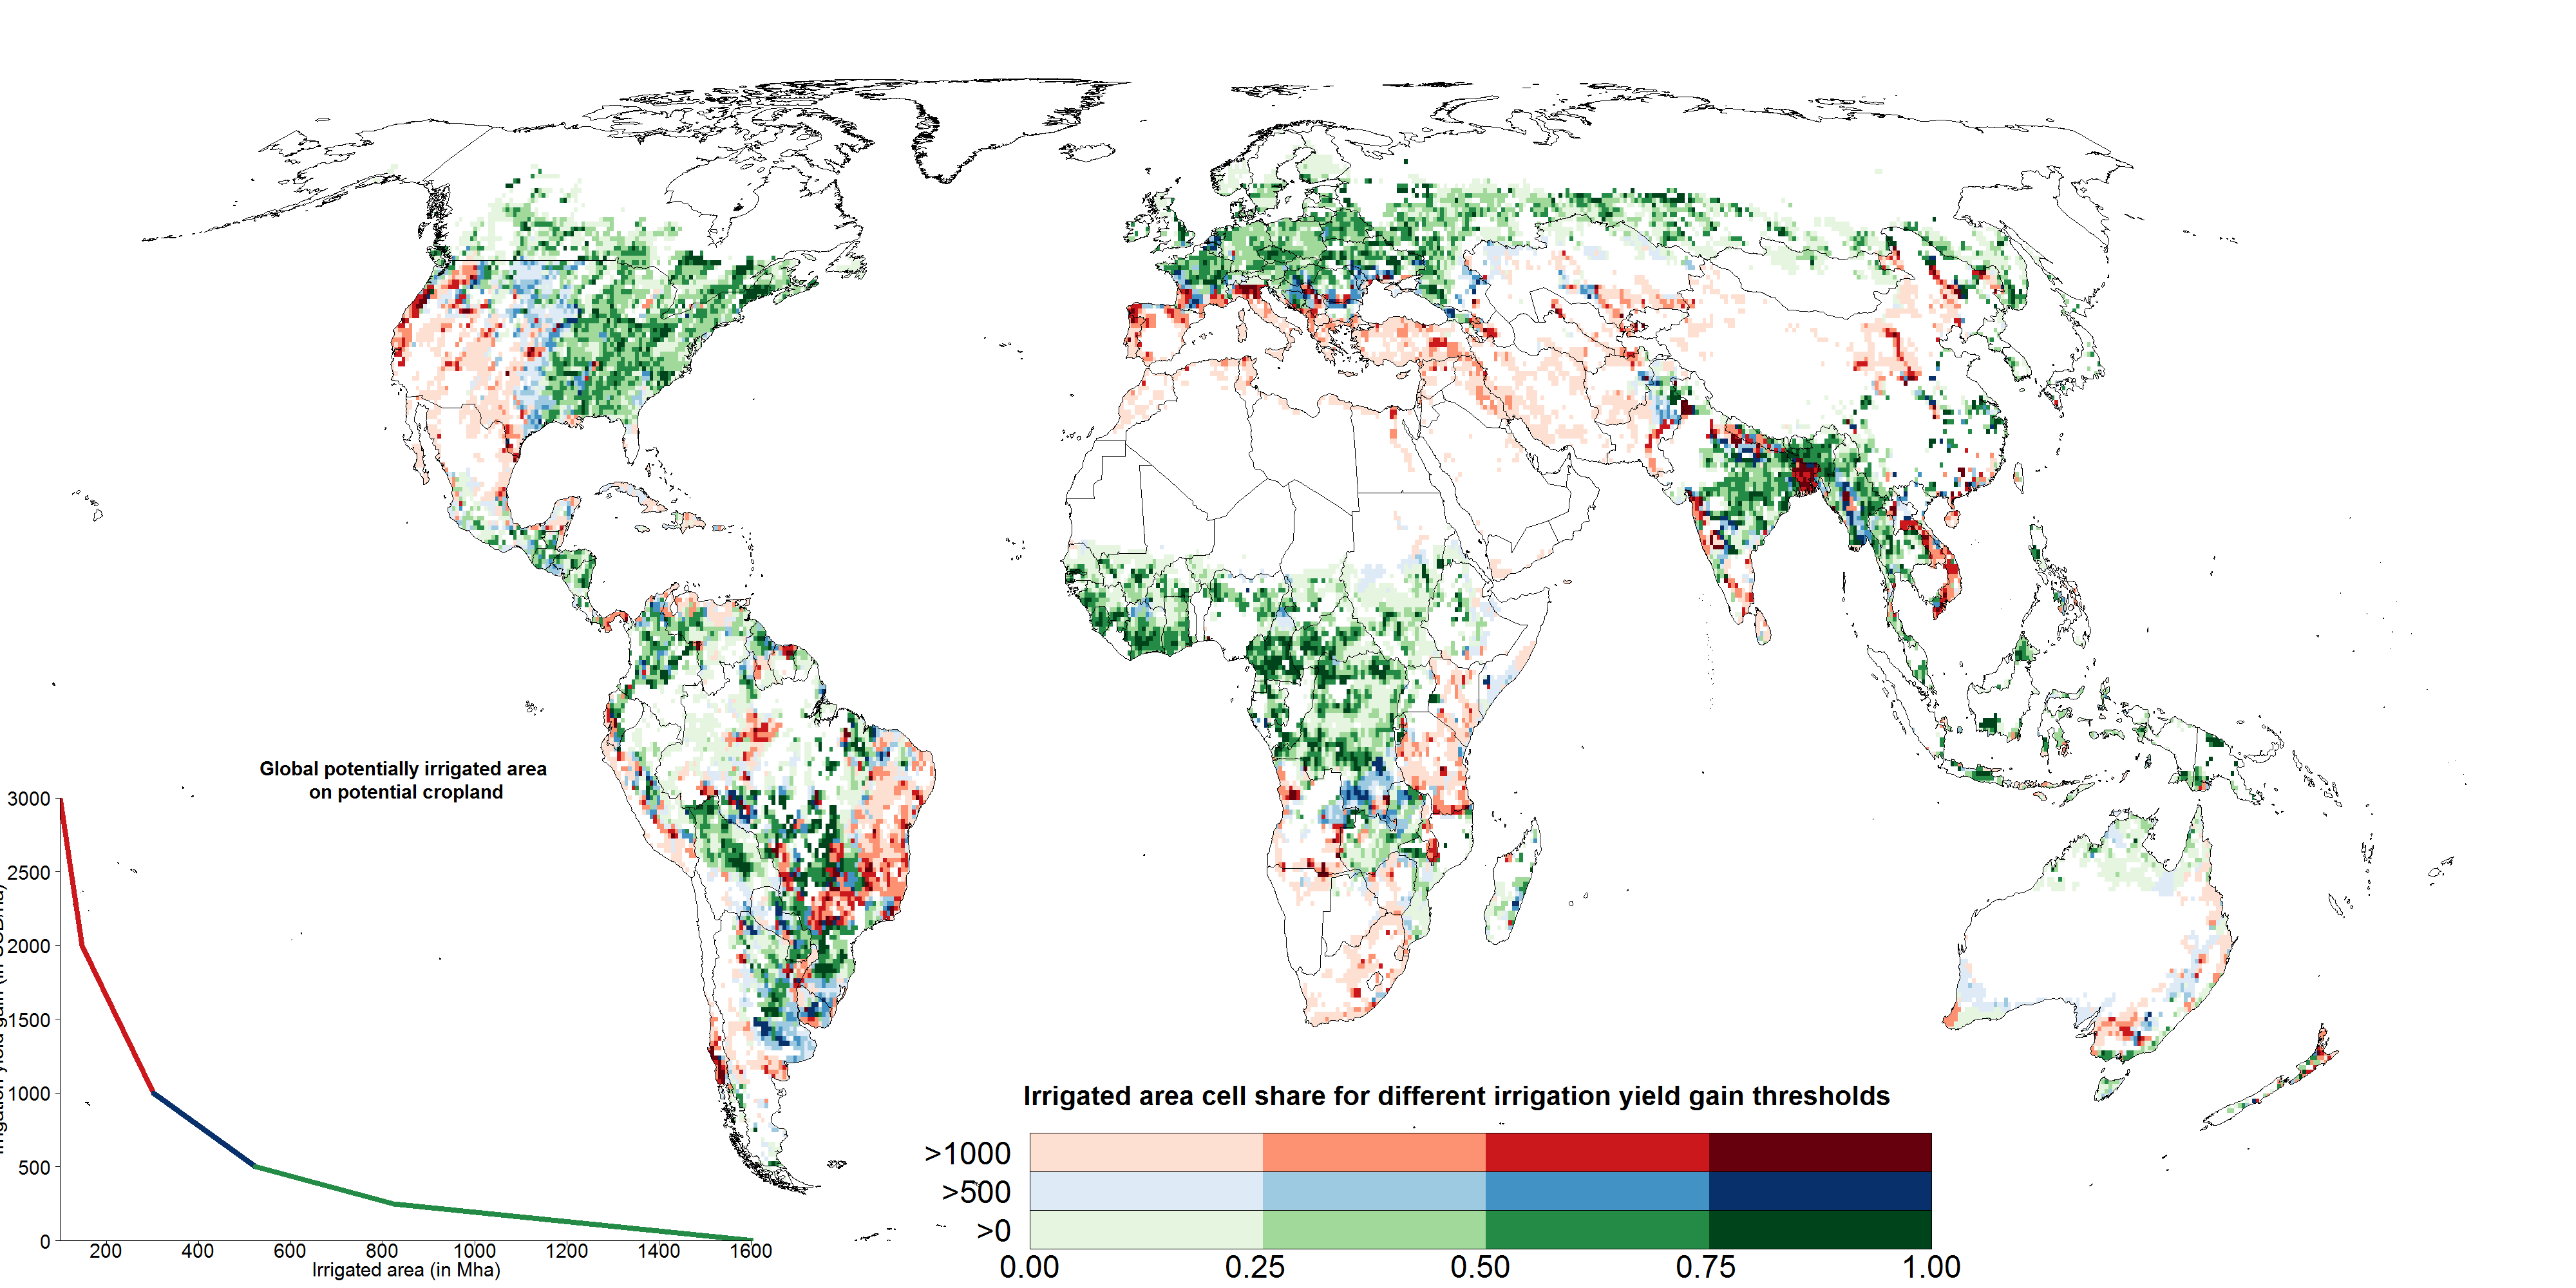 Global potentially irrigated area
on potential cropland
3000
2500
2000
1500
1000
500
0
200 400 600 800 1000 1200 1400 1600
Irrigated area (in Mha)
Irrigated area cell share for different irrigation yield gain thresholds
>1000
>500
>0
0.00 0.25 0.50 0.75 1.00